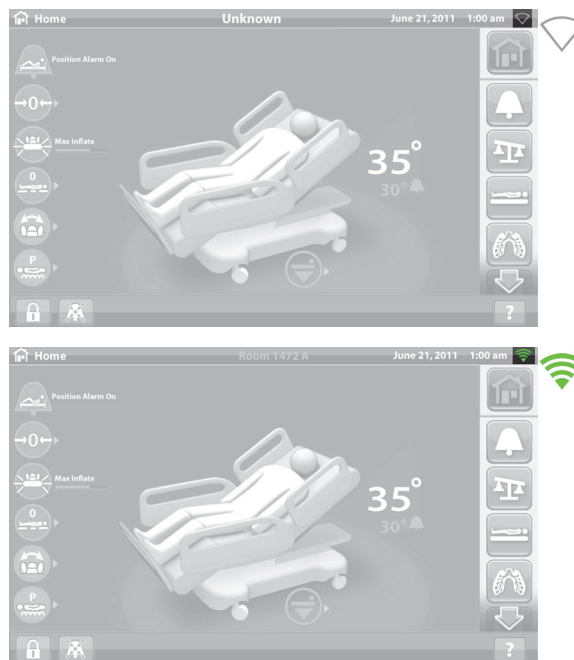 Home Unknown June 21, 2011 1:00 am
Position Alarm On
0
Max Inflate
0
35°
30°
P
?
Home Room 1472 A June 21, 2011 1:00 am
Position Alarm On
0
Max Inflate
0
35°
30°
P
?